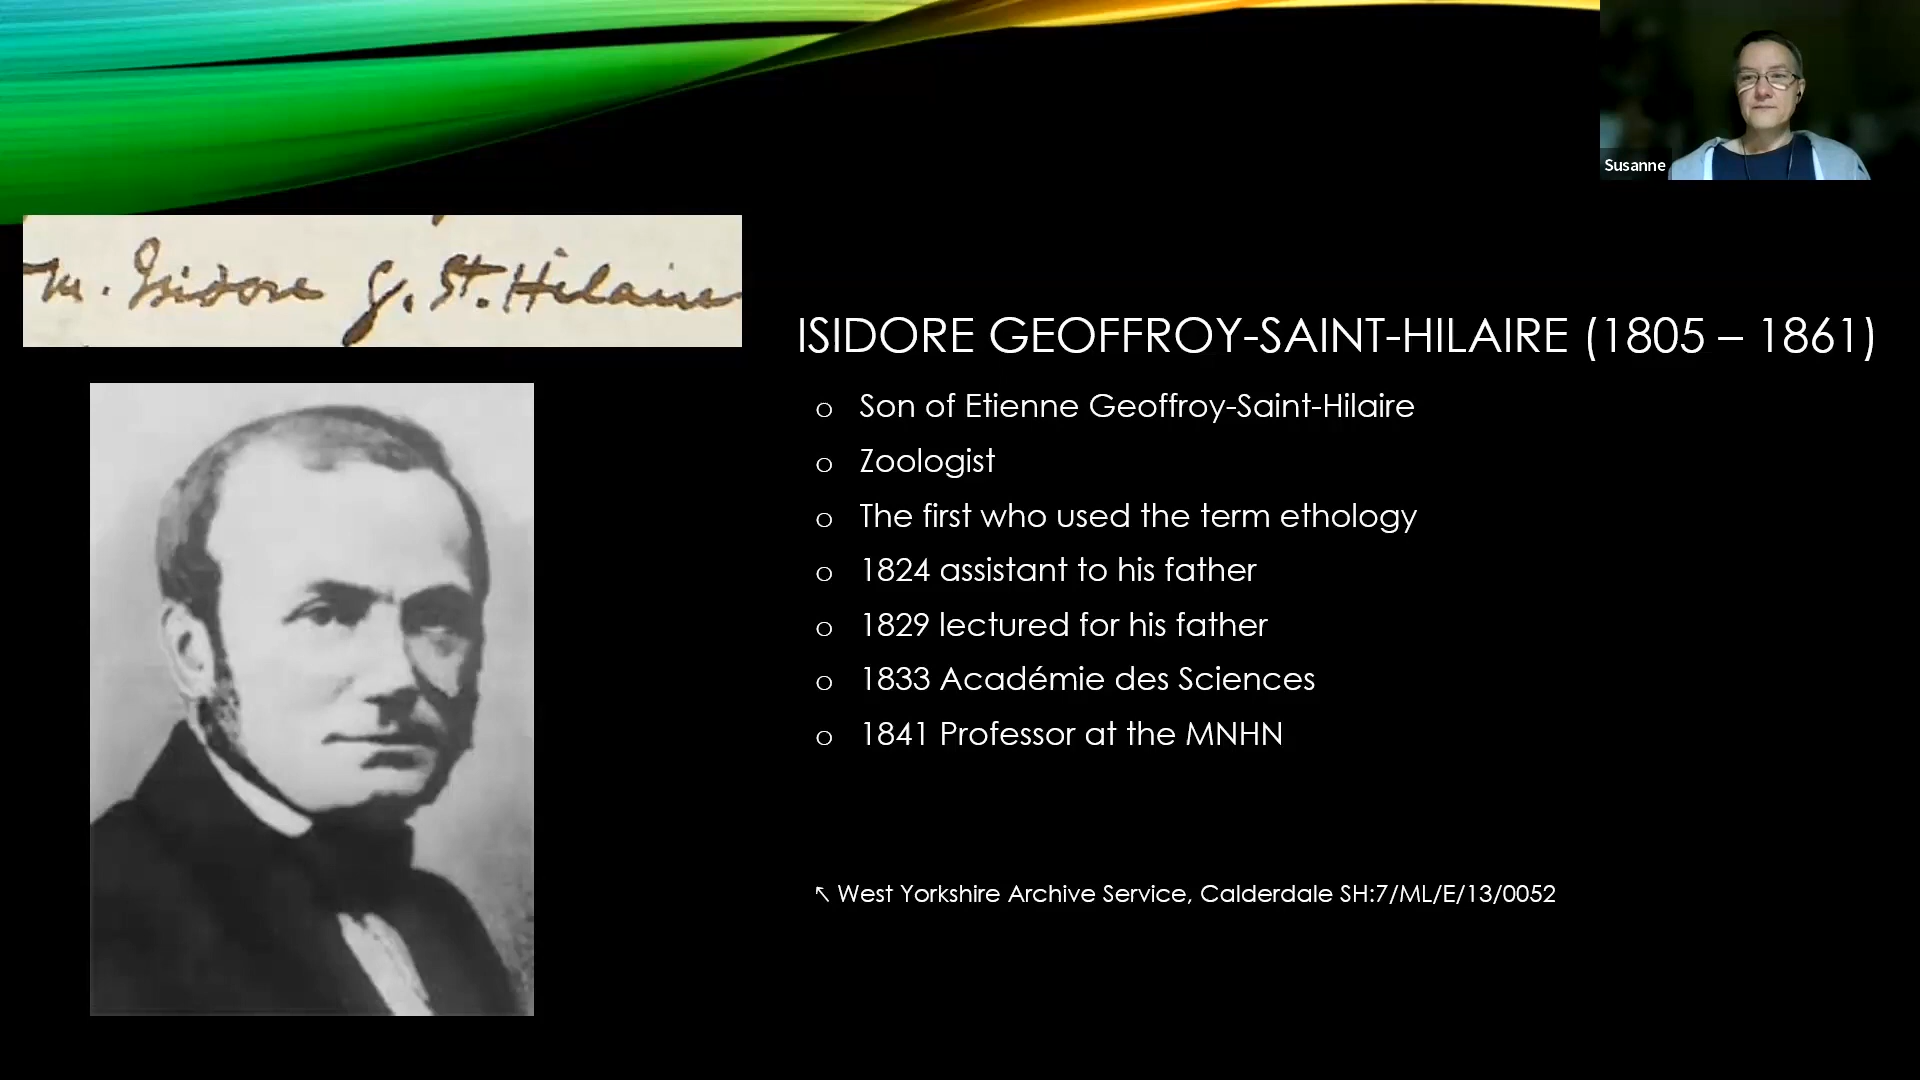 Susanne
M. Isidore G. St. Hilaire
ISIDORE GEOFFROY-SAINT-HILAIRE (1805 – 1861)
o Son of Etienne Geoffroy-Saint-Hilaire
o Zoologist
o The first who used the term ethology
o 1824 assistant to his father
o 1829 lectured for his father
o 1833 Académie des Sciences
o 1841 Professor at the MNHN
↖ West Yorkshire Archive Service, Calderdale SH:7/ML/E/13/0052